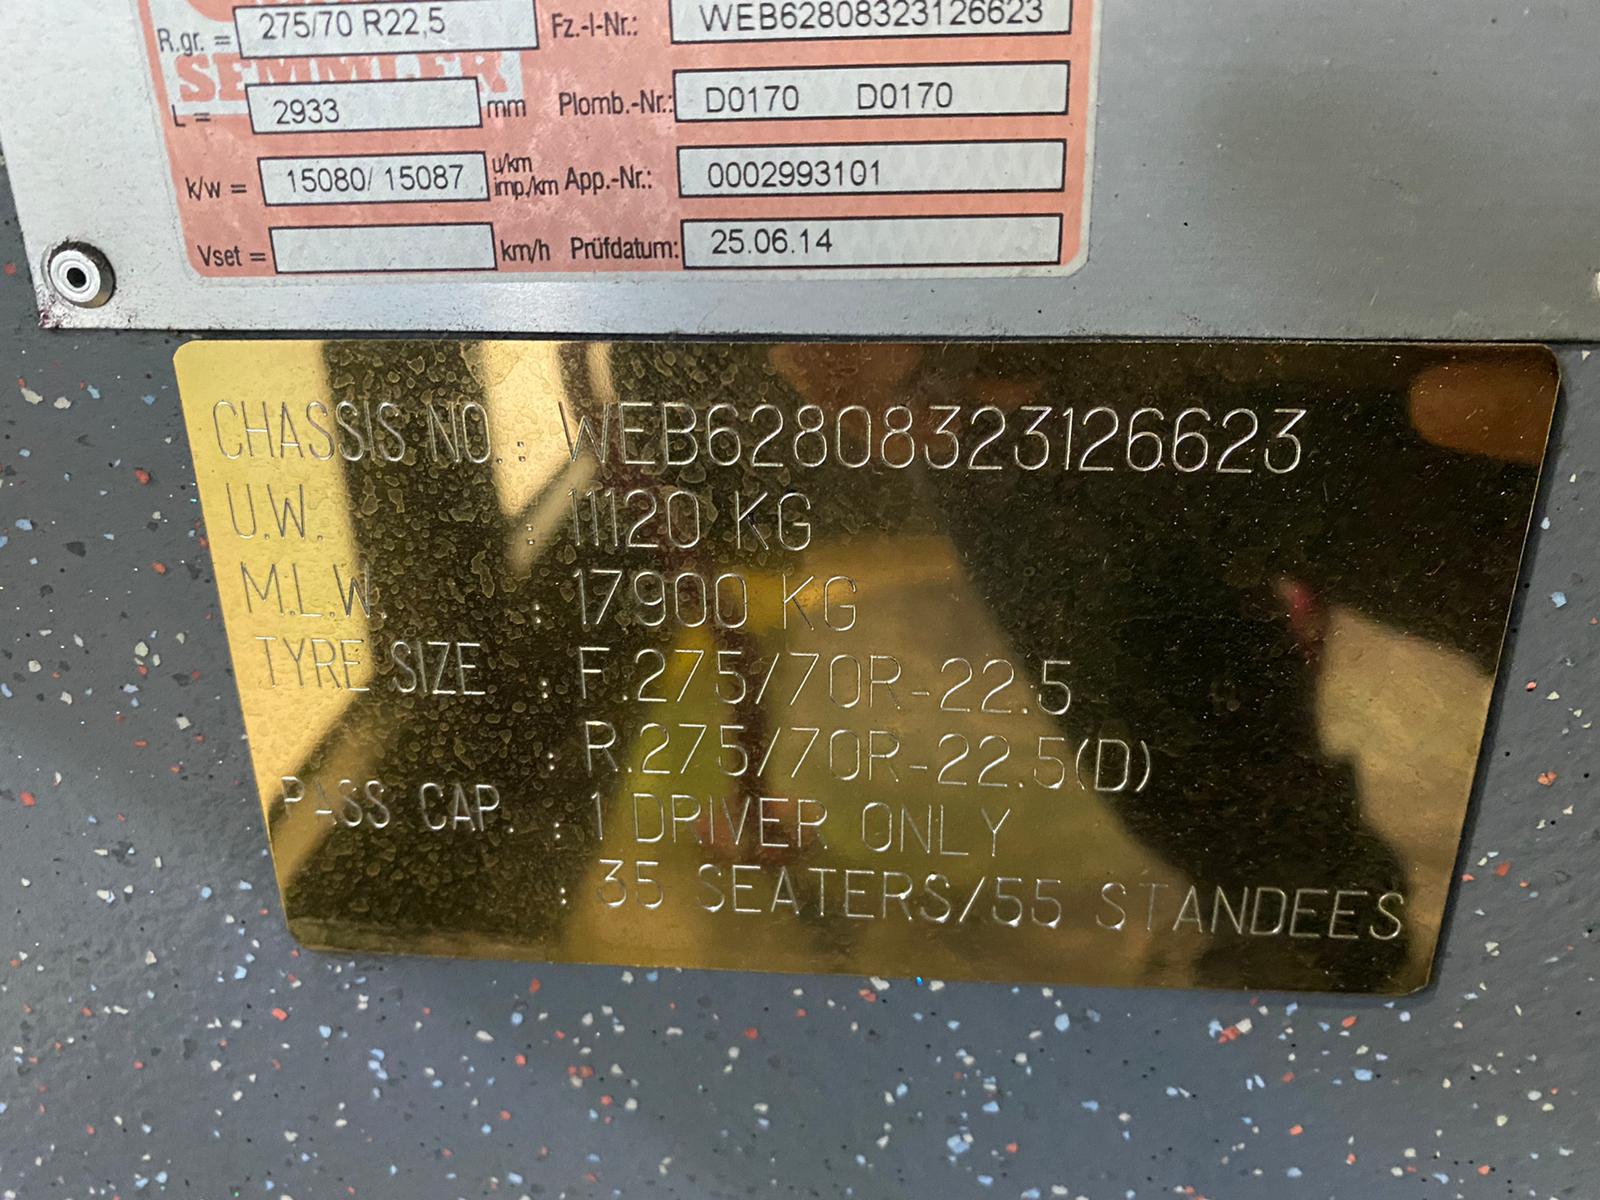 R.gr. = 275/70 R22,5 Fz.-I-Nr.: WEB62808323126623
SEMMLER
L = 2933 mm Plomb.-Nr.: D0170 D0170
k/w = 15080/ 15087 u/km imp./km App.-Nr.: 0002993101
Vset = km/h Prüfdatum: 25.06.14
CHASSIS NO. : WEB62808323126623
U.W. : 11120 KG
M.L.W. : 17900 KG
TYRE SIZE : F.275/70R-22.5
: R.275/70R-22.5(D)
PASS CAP. : 1 DRIVER ONLY
: 35 SEATERS/55 STANDEES